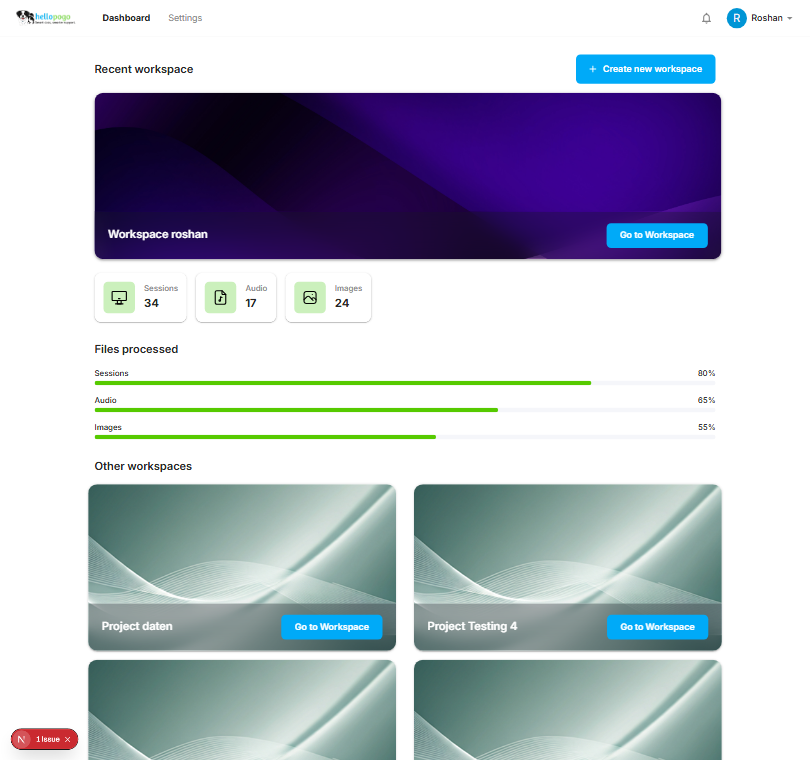 hellopogo
Dashboard
Settings
R
Roshan
Recent workspace
+ Create new workspace
Workspace roshan
Go to Workspace
Sessions
34
Audio
17
Images
24
Files processed
Sessions
80%
Audio
65%
Images
55%
Other workspaces
Project daten
Go to Workspace
Project Testing 4
Go to Workspace
N
1 Issue